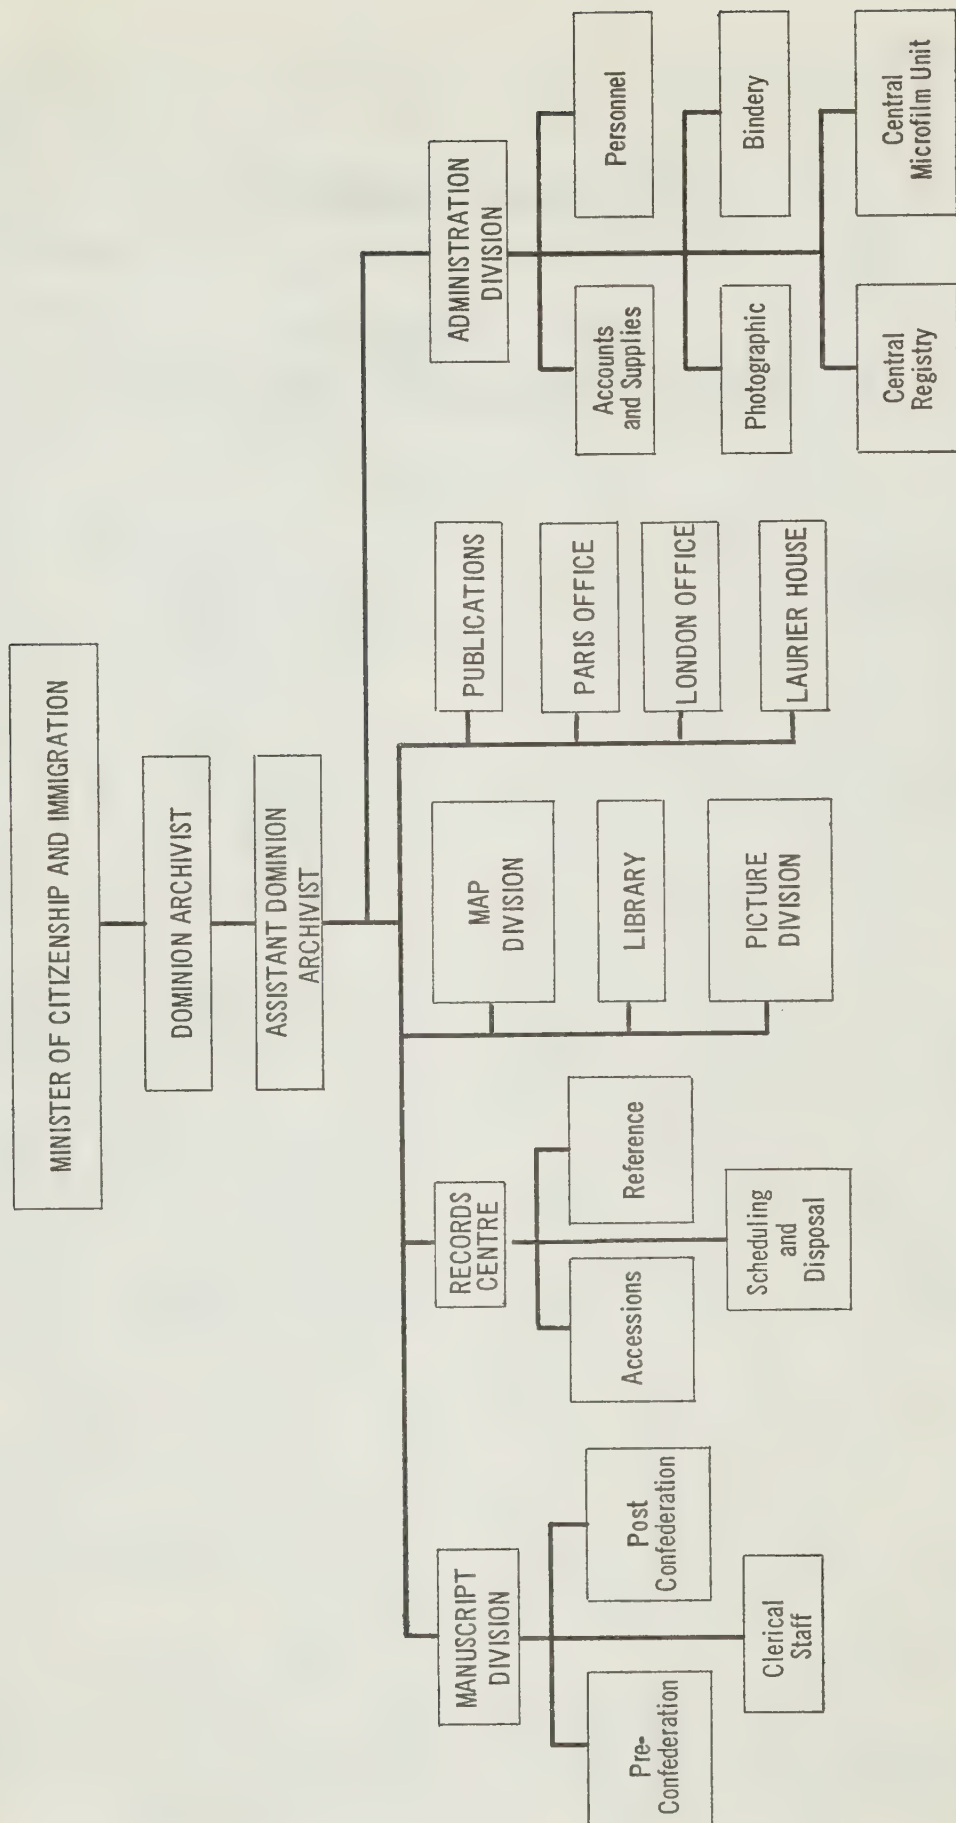 MINISTER OF CITIZENSHIP AND IMMIGRATION
DOMINION ARCHIVIST
ASSISTANT DOMINION
ARCHIVIST
MANUSCRIPT
DIVISION
Pre-
Confederation
Post
Confederation
Clerical
Staff
RECORDS
CENTRE
Accessions
Reference
Scheduling
and
Disposal
MAP
DIVISION
LIBRARY
PICTURE
DIVISION
PUBLICATIONS
PARIS OFFICE
LONDON OFFICE
LAURIER HOUSE
ADMINISTRATION
DIVISION
Accounts
and Supplies
Personnel
Photographic
Bindery
Central
Registry
Central
Microfilm Unit